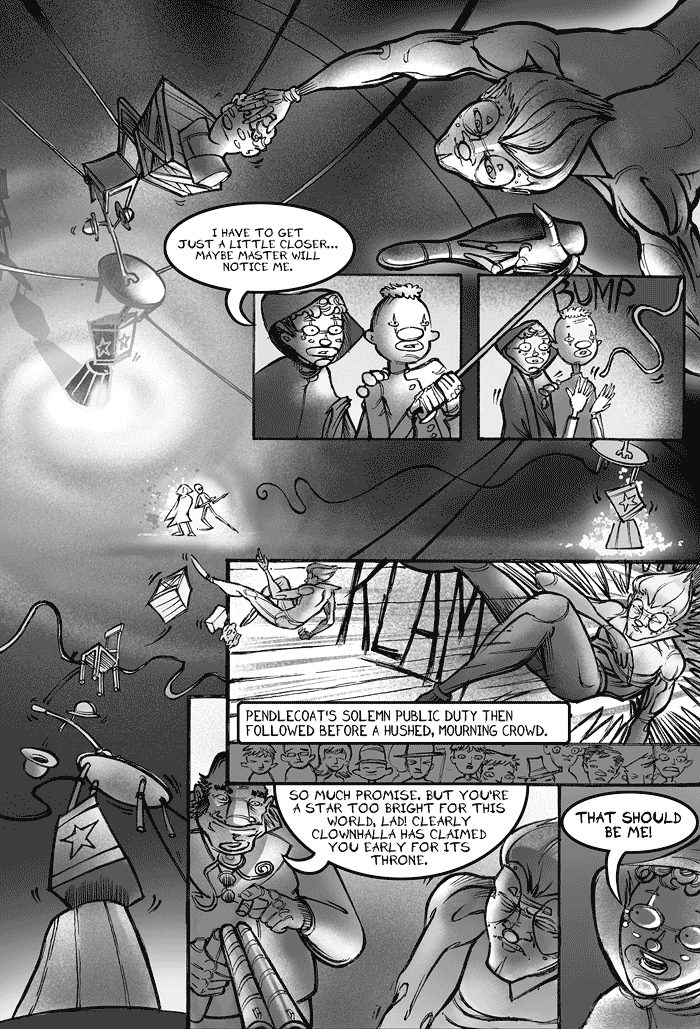 I HAVE TO GET
JUST A LITTLE CLOSER...
MAYBE MASTER WILL
NOTICE ME.
BUMP
KLAM
PENDLECOAT'S SOLEMN PUBLIC DUTY THEN
FOLLOWED BEFORE A HUSHED, MOURNING CROWD.
SO MUCH PROMISE. BUT YOU'RE
A STAR TOO BRIGHT FOR THIS
WORLD, LAD! CLEARLY
CLOWNHALLA HAS CLAIMED
YOU EARLY FOR ITS
THRONE.
THAT SHOULD
BE ME!